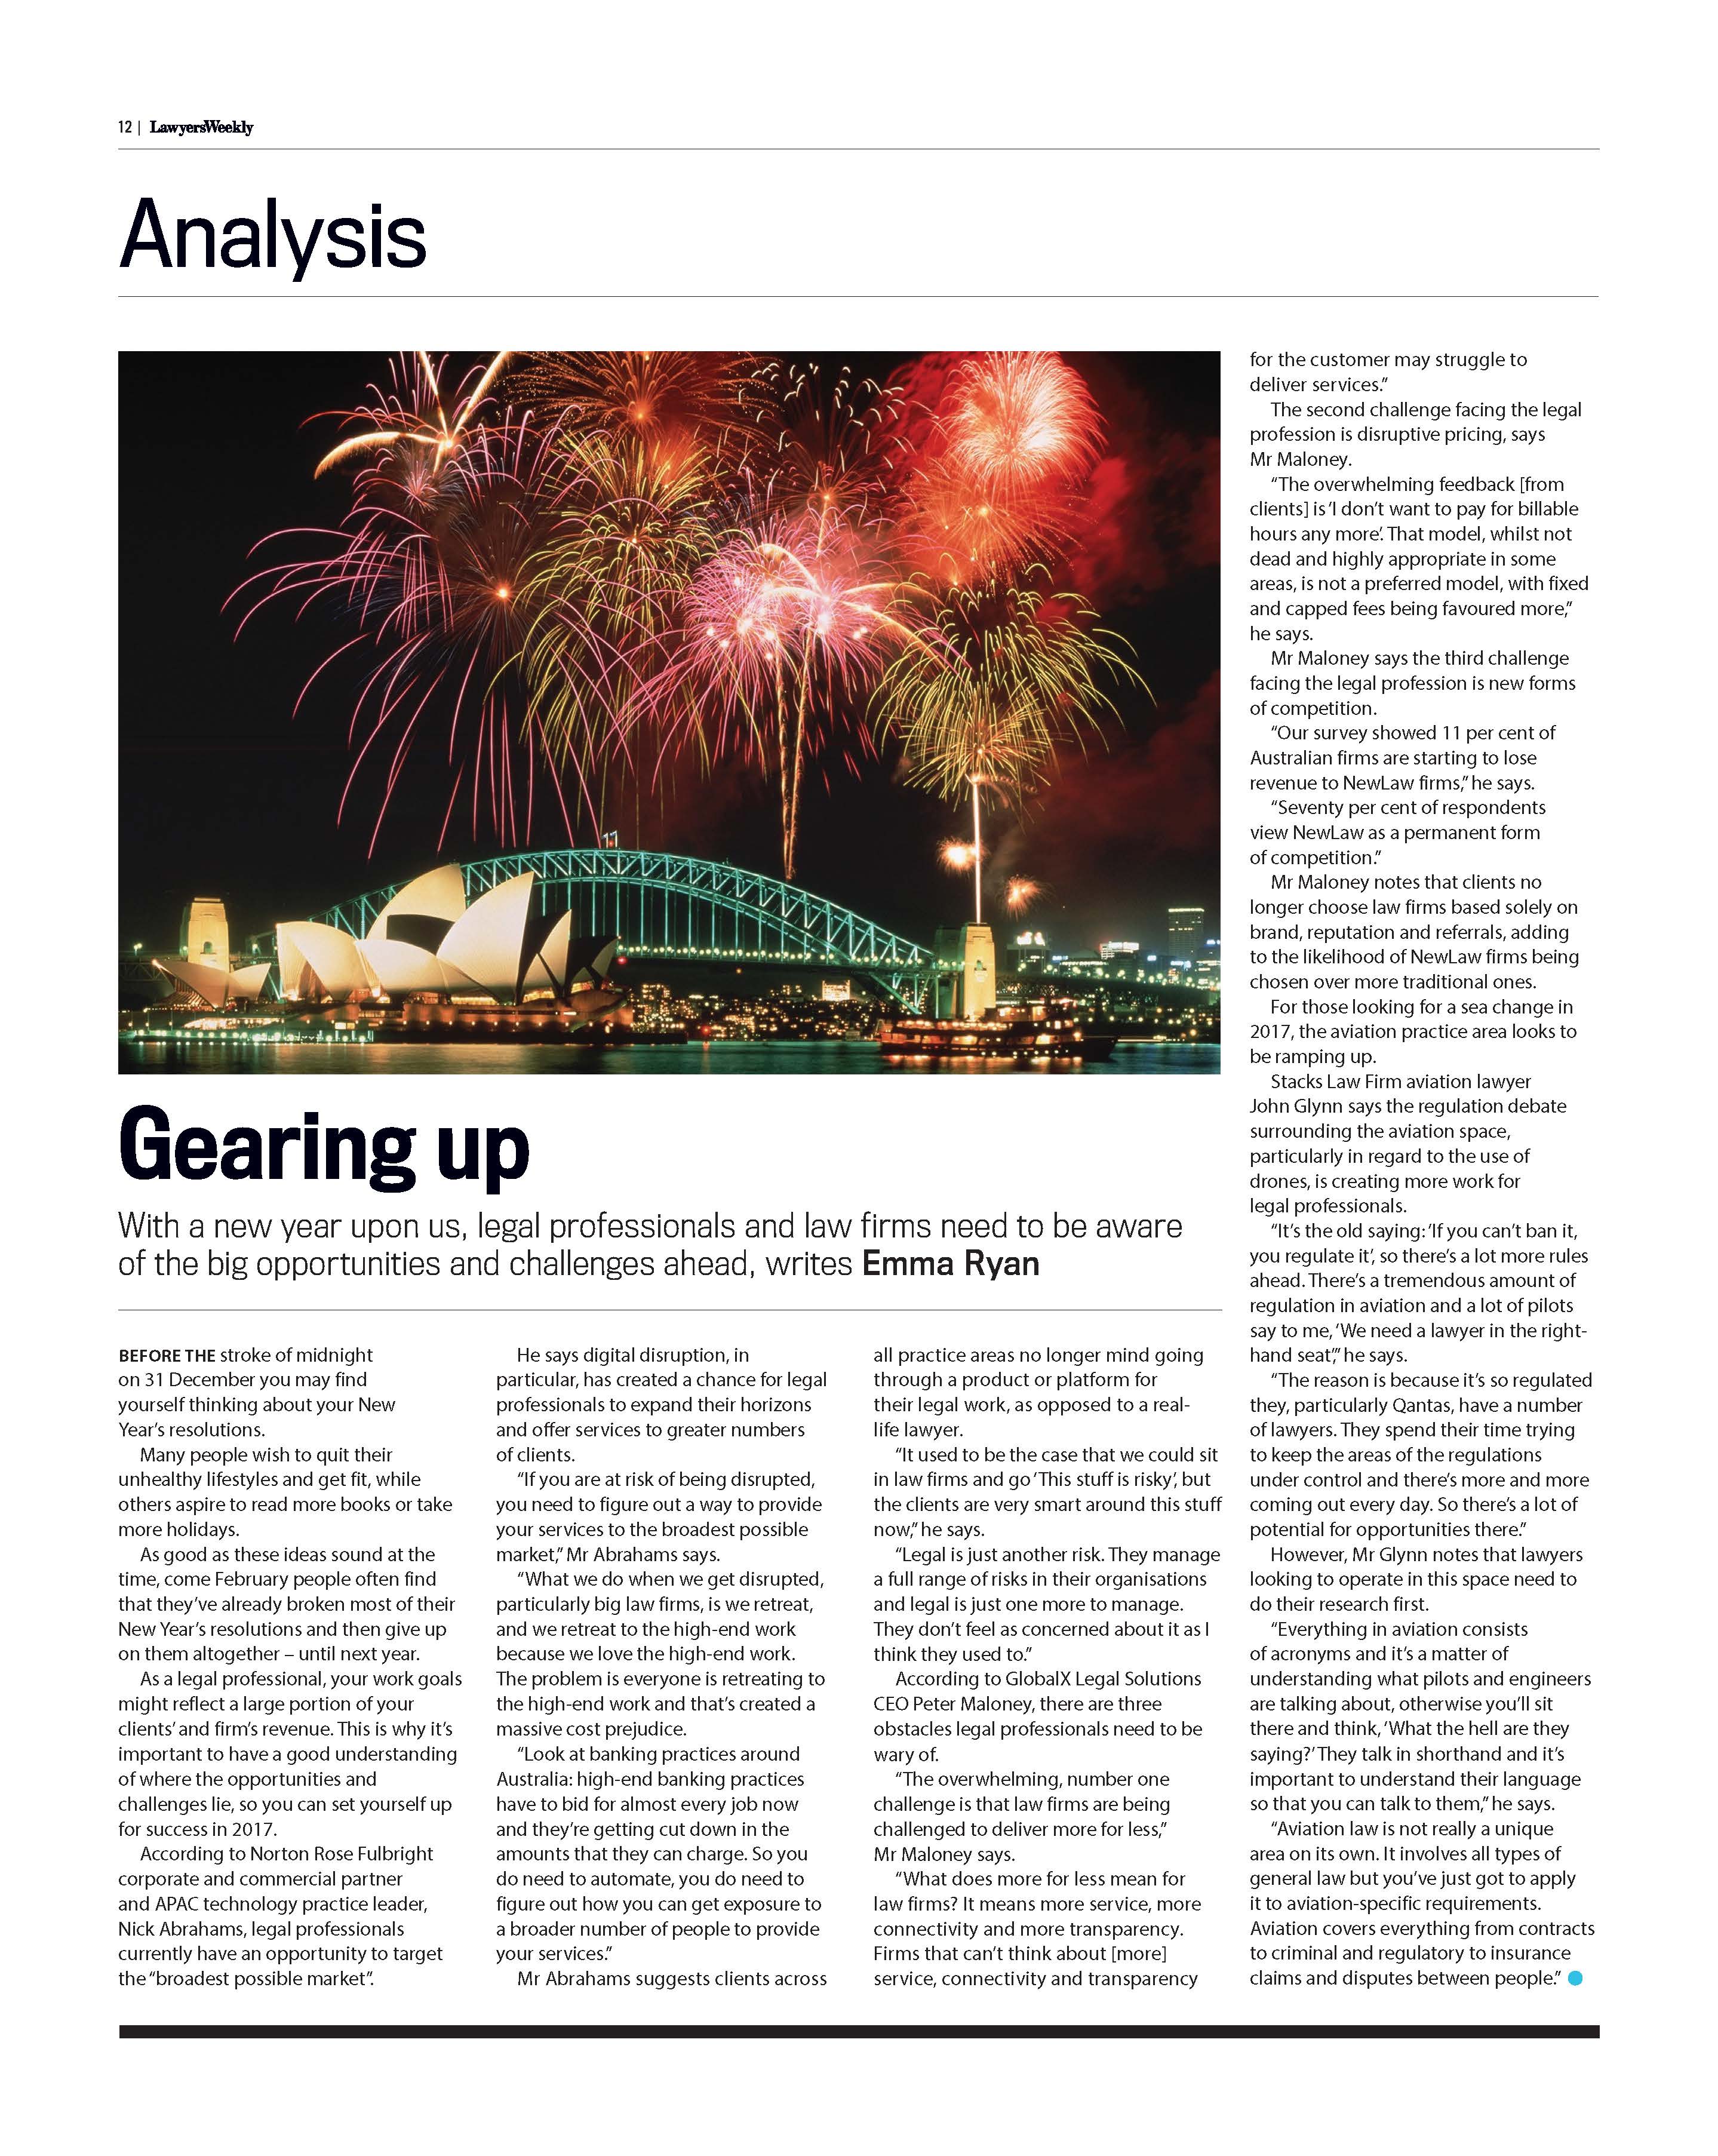 12 | LawyersWeekly
Analysis
Gearing up
With a new year upon us, legal professionals and law firms need to be aware
of the big opportunities and challenges ahead, writes Emma Ryan
BEFORE THE stroke of midnight
on 31 December you may find
yourself thinking about your New
Year’s resolutions.
Many people wish to quit their
unhealthy lifestyles and get fit, while
others aspire to read more books or take
more holidays.
As good as these ideas sound at the
time, come February people often find
that they’ve already broken most of their
New Year’s resolutions and then give up
on them altogether – until next year.
As a legal professional, your work goals
might reflect a large portion of your
clients’ and firm’s revenue. This is why it’s
important to have a good understanding
of where the opportunities and
challenges lie, so you can set yourself up
for success in 2017.
According to Norton Rose Fulbright
corporate and commercial partner
and APAC technology practice leader,
Nick Abrahams, legal professionals
currently have an opportunity to target
the “broadest possible market”.
He says digital disruption, in
particular, has created a chance for legal
professionals to expand their horizons
and offer services to greater numbers
of clients.
“If you are at risk of being disrupted,
you need to figure out a way to provide
your services to the broadest possible
market,” Mr Abrahams says.
“What we do when we get disrupted,
particularly big law firms, is we retreat,
and we retreat to the high-end work
because we love the high-end work.
The problem is everyone is retreating to
the high-end work and that’s created a
massive cost prejudice.
“Look at banking practices around
Australia: high-end banking practices
have to bid for almost every job now
and they’re getting cut down in the
amounts that they can charge. So you
do need to automate, you do need to
figure out how you can get exposure to
a broader number of people to provide
your services.”
Mr Abrahams suggests clients across
all practice areas no longer mind going
through a product or platform for
their legal work, as opposed to a real-
life lawyer.
“It used to be the case that we could sit
in law firms and go ‘This stuff is risky’, but
the clients are very smart around this stuff
now,” he says.
“Legal is just another risk. They manage
a full range of risks in their organisations
and legal is just one more to manage.
They don’t feel as concerned about it as I
think they used to.”
According to GlobalX Legal Solutions
CEO Peter Maloney, there are three
obstacles legal professionals need to be
wary of.
“The overwhelming, number one
challenge is that law firms are being
challenged to deliver more for less,”
Mr Maloney says.
“What does more for less mean for
law firms? It means more service, more
connectivity and more transparency.
Firms that can’t think about [more]
service, connectivity and transparency
for the customer may struggle to
deliver services.”
The second challenge facing the legal
profession is disruptive pricing, says
Mr Maloney.
“The overwhelming feedback [from
clients] is ‘I don’t want to pay for billable
hours any more’. That model, whilst not
dead and highly appropriate in some
areas, is not a preferred model, with fixed
and capped fees being favoured more,”
he says.
Mr Maloney says the third challenge
facing the legal profession is new forms
of competition.
“Our survey showed 11 per cent of
Australian firms are starting to lose
revenue to NewLaw firms,” he says.
“Seventy per cent of respondents
view NewLaw as a permanent form
of competition.”
Mr Maloney notes that clients no
longer choose law firms based solely on
brand, reputation and referrals, adding
to the likelihood of NewLaw firms being
chosen over more traditional ones.
For those looking for a sea change in
2017, the aviation practice area looks to
be ramping up.
Stacks Law Firm aviation lawyer
John Glynn says the regulation debate
surrounding the aviation space,
particularly in regard to the use of
drones, is creating more work for
legal professionals.
“It’s the old saying: ‘If you can’t ban it,
you regulate it’, so there’s a lot more rules
ahead. There’s a tremendous amount of
regulation in aviation and a lot of pilots
say to me, ‘We need a lawyer in the right-
hand seat’,” he says.
“The reason is because it’s so regulated
they, particularly Qantas, have a number
of lawyers. They spend their time trying
to keep the areas of the regulations
under control and there’s more and more
coming out every day. So there’s a lot of
potential for opportunities there.”
However, Mr Glynn notes that lawyers
looking to operate in this space need to
do their research first.
“Everything in aviation consists
of acronyms and it’s a matter of
understanding what pilots and engineers
are talking about, otherwise you’ll sit
there and think, ‘What the hell are they
saying?’ They talk in shorthand and it’s
important to understand their language
so that you can talk to them,” he says.
“Aviation law is not really a unique
area on its own. It involves all types of
general law but you’ve just got to apply
it to aviation-specific requirements.
Aviation covers everything from contracts
to criminal and regulatory to insurance
claims and disputes between people.”